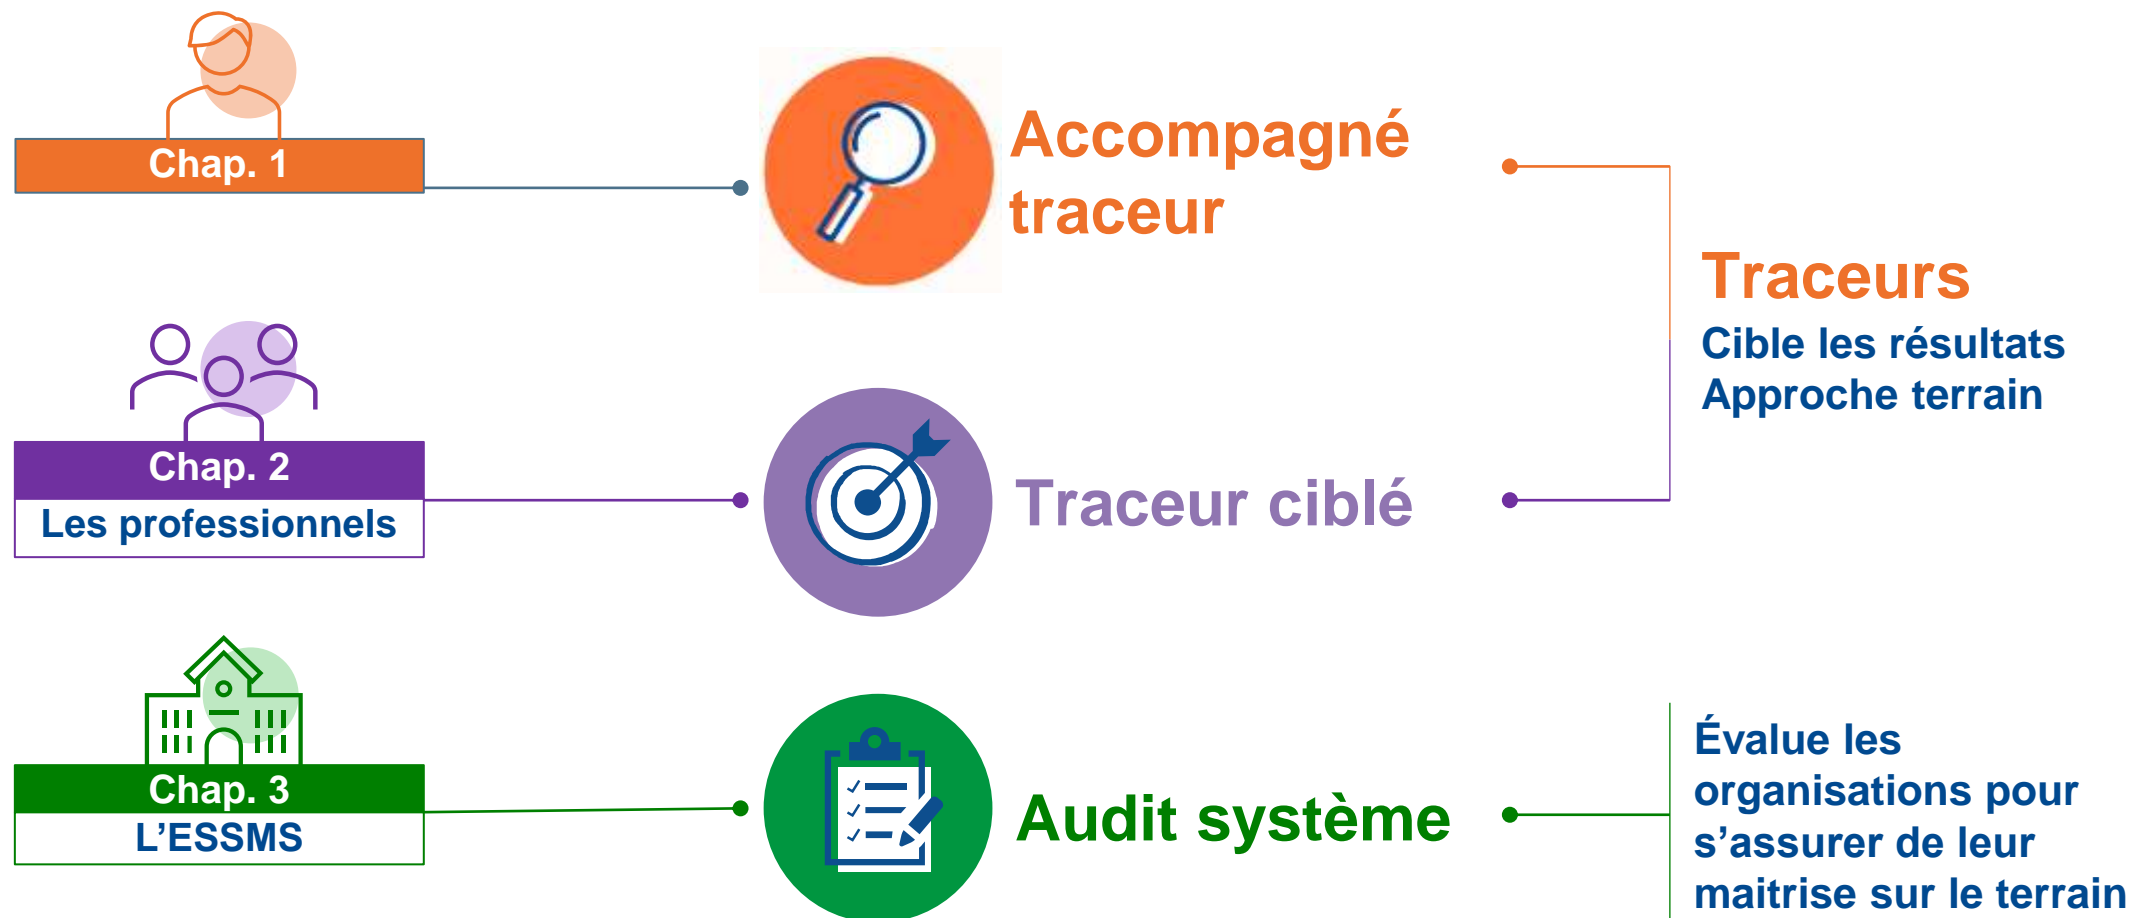 Chap. 1
Accompagné
traceur
Traceurs
Cible les résultats
Approche terrain
Chap. 2
Les professionnels
Traceur ciblé
Chap. 3
L’ESSMS
Audit système
Évalue les
organisations pour
s’assurer de leur
maitrise sur le terrain